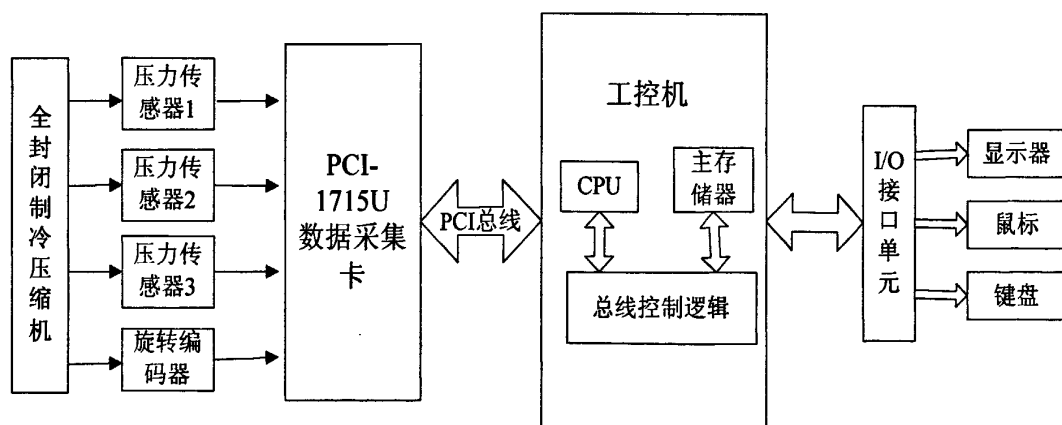 全封闭制冷压缩机
压力传
感器1
压力传
感器2
压力传
感器3
旋转编
码器
PCI-
1715U
数据采集
卡
PCI总线
工控机
CPU
主存
储器
总线控制逻辑
I/O
接
口
单
元
显示器
鼠标
键盘